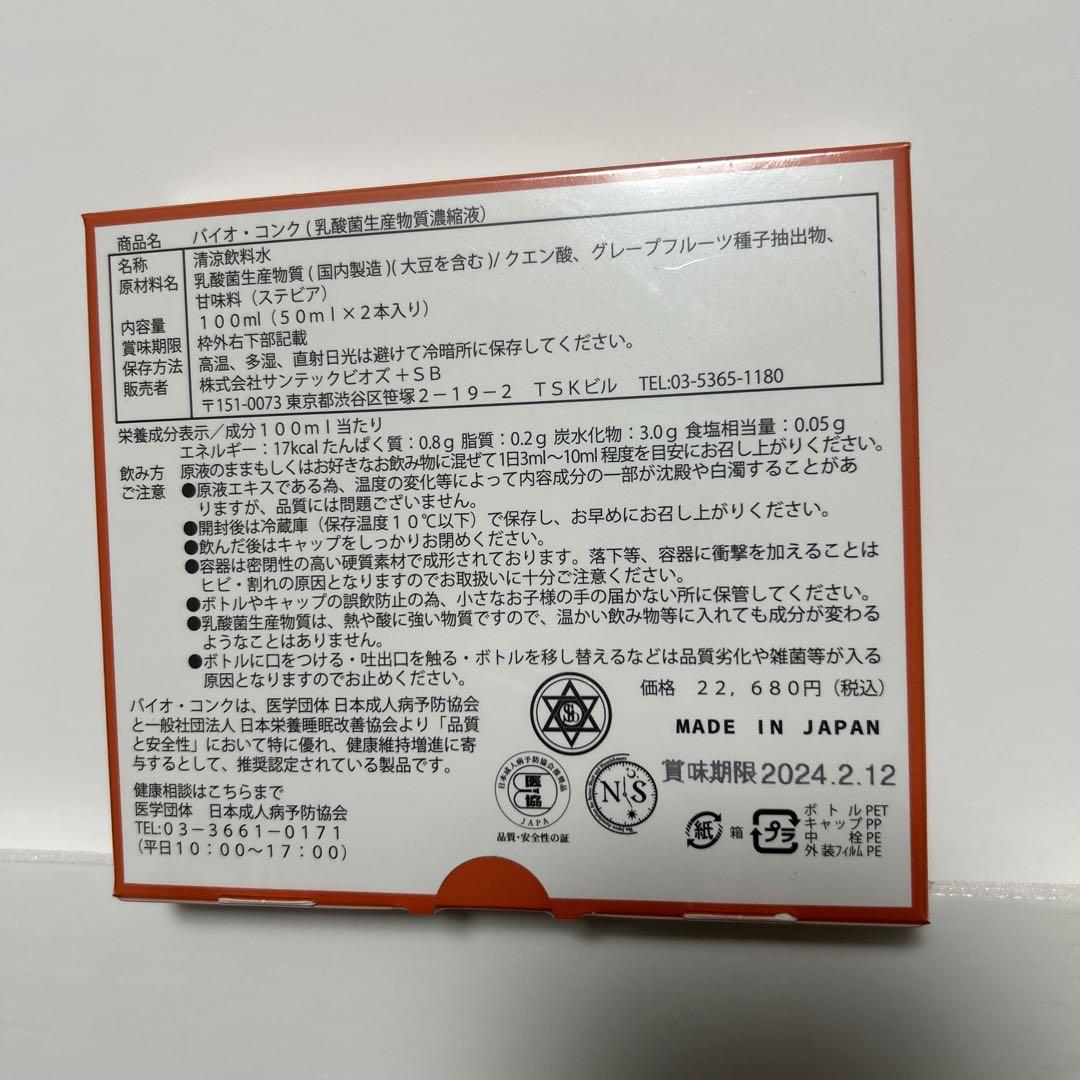 商品名 バイオ・コンク(乳酸菌生産物質濃縮液)
名称 清涼飲料水
原材料名 乳酸菌生産物質(国内製造)(大豆を含む)/クエン酸、グレープフルーツ種子抽出物、
甘味料(ステビア)
内容量 100ml(50ml×2本入り)
賞味期限 枠外右下部記載
保存方法 高温、多湿、直射日光は避けて冷暗所に保存してください。
販売者 株式会社サンテックビオズ+SB
〒151-0073 東京都渋谷区笹塚2-19-2 TSKビル TEL:03-5365-1180
栄養成分表示/成分100ml当たり
エネルギー:17kcal たんぱく質:0.8g 脂質:0.2g 炭水化物:3.0g 食塩相当量:0.05g
飲み方 原液のままもしくはお好きなお飲み物に混ぜて1日3ml~10ml程度を目安にお召し上がりください。
ご注意 ●原液エキスである為、温度の変化等によって内容成分の一部が沈殿や白濁することがあ
りますが、品質には問題ございません。
●開封後は冷蔵庫(保存温度10℃以下)で保存し、お早めにお召し上がりください。
●飲んだ後はキャップをしっかりお閉めください。
●容器は密閉性の高い硬質素材で成形されております。落下等、容器に衝撃を加えることは
ヒビ・割れの原因となりますのでお取扱いに十分ご注意ください。
●ボトルやキャップの誤飲防止の為、小さなお子様の手の届かない所に保管してください。
●乳酸菌生産物質は、熱や酸に強い物質ですので、温かい飲み物等に入れても成分が変わる
ようなことはありません。
●ボトルに口をつける・吐出口を触る・ボトルを移し替えるなどは品質劣化や雑菌等が入る
原因となりますのでお止めください。
価格 22,680円(税込)
MADE IN JAPAN
賞味期限2024.2.12
バイオ・コンクは、医学団体 日本成人病予防協会
と一般社団法人 日本栄養睡眠改善協会より「品質
と安全性」において特に優れ、健康維持増進に寄
与するとして、推奨認定されている製品です。
健康相談はこちらまで
医学団体 日本成人病予防協会
TEL:03-3661-0171
(平日10:00~17:00)
日本成人病予防協会推奨品
医協
JAPA
品質・安全性の証
NS
紙 箱
プラ
ボトルPET
キャップPP
中栓PE
外装フィルムPE